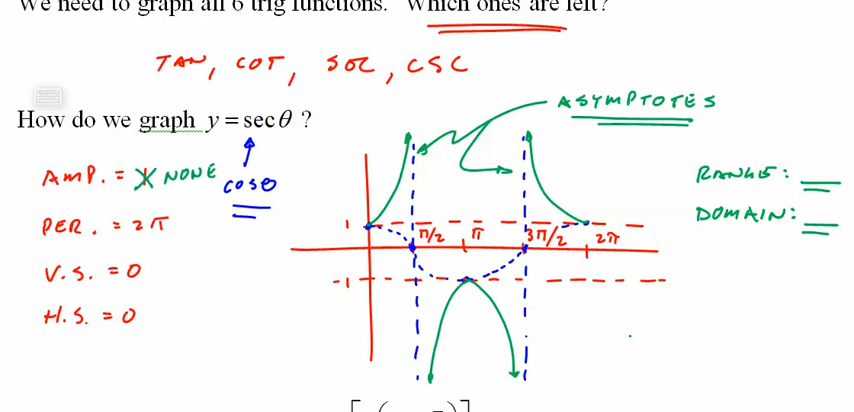 We need to graph all 6 trig functions. Which ones are left?
TAN, COT, SEC, CSC
ASYMPTOTES
How do we graph y = sec θ ?
AMP. = X NONE
cos θ
RANGE:
DOMAIN:
PER. = 2π
1
π/2 π 3π/2 2π
V.S. = 0
-1
H.S. = 0